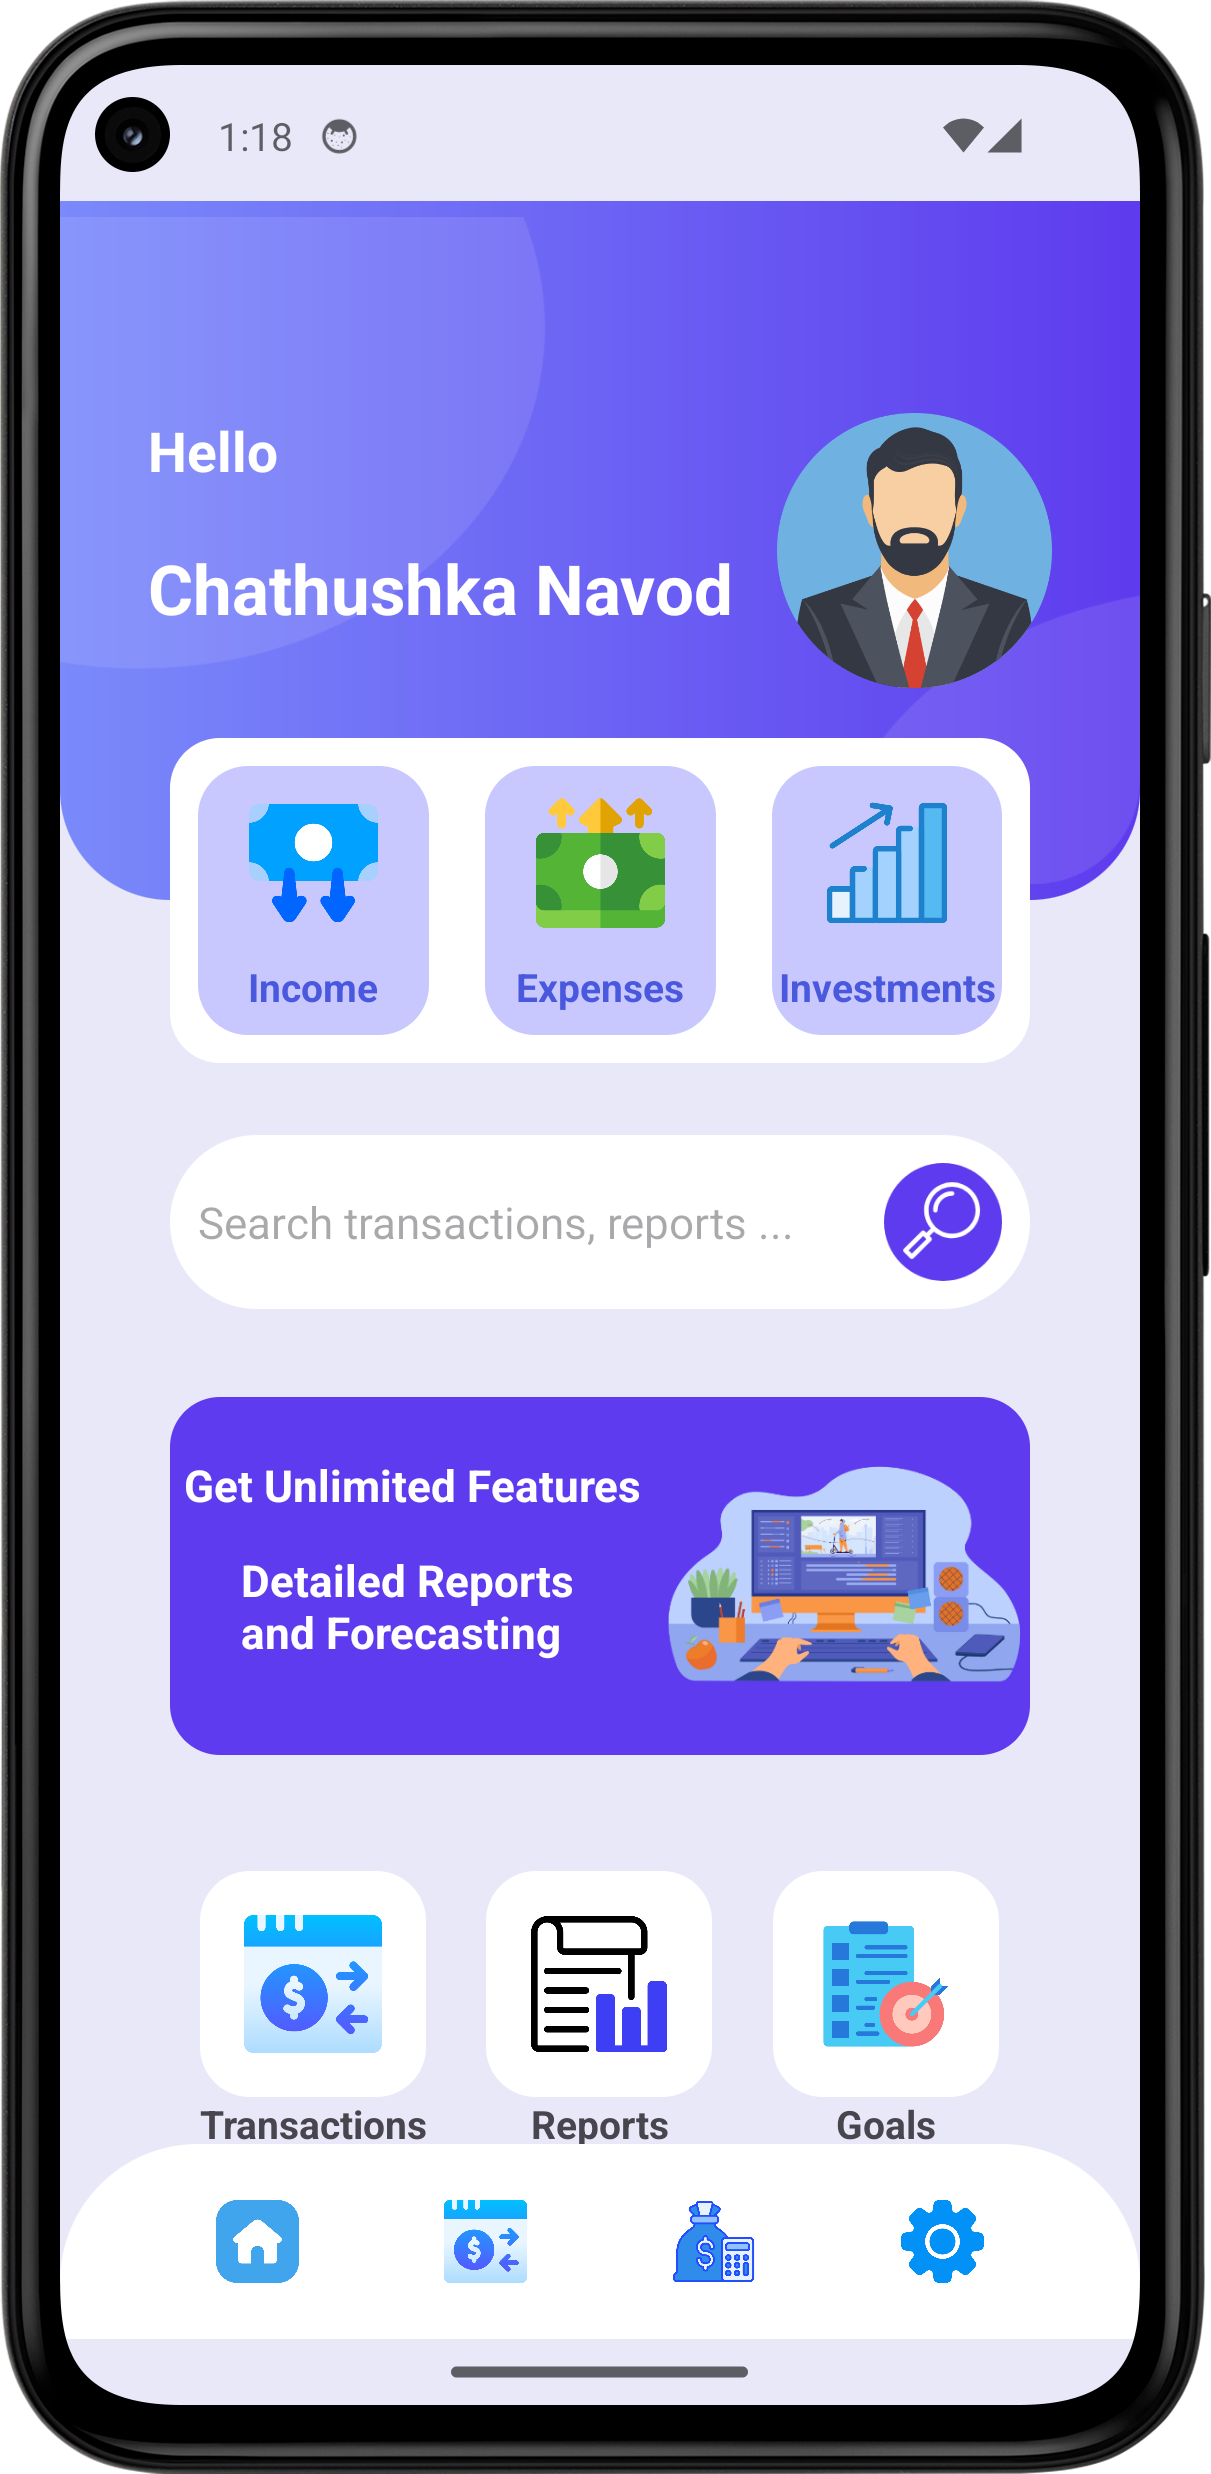 1:18
Hello
Chathushka Navod
Income
Expenses
Investments
Search transactions, reports ...
Get Unlimited Features
Detailed Reports
and Forecasting
Transactions
Reports
Goals